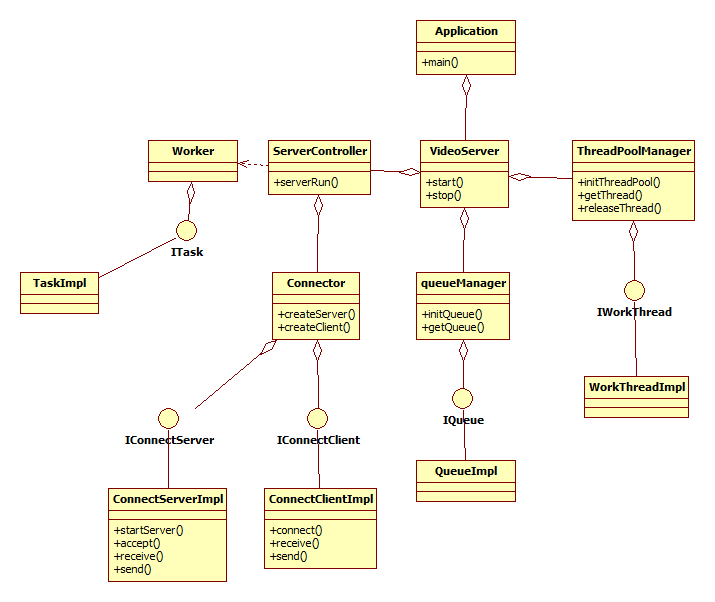 Application
+main()
Worker
ServerController
+serverRun()
VideoServer
+start()
+stop()
ThreadPoolManager
+initThreadPool()
+getThread()
+releaseThread()
ITask
TaskImpl
Connector
+createServer()
+createClient()
queueManager
+initQueue()
+getQueue()
IWorkThread
WorkThreadImpl
IConnectServer
IConnectClient
IQueue
QueueImpl
ConnectServerImpl
+startServer()
+accept()
+receive()
+send()
ConnectClientImpl
+connect()
+receive()
+send()